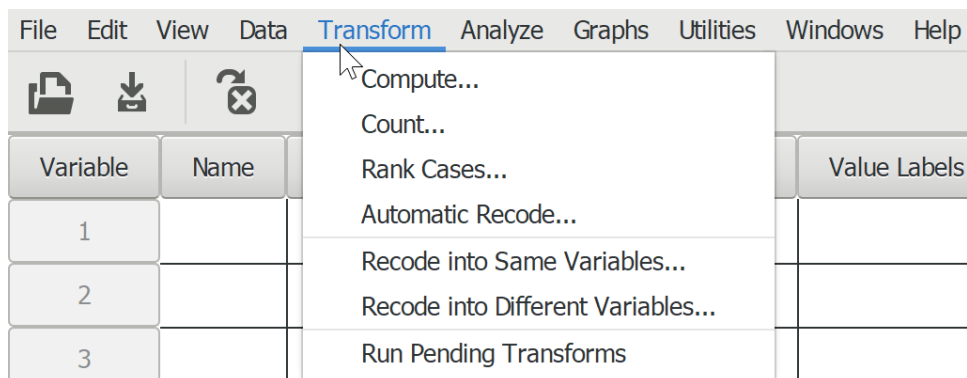 File Edit View Data Transform Analyze Graphs Utilities Windows Help
Compute...
Count...
Rank Cases...
Automatic Recode...
Recode into Same Variables...
Recode into Different Variables...
Run Pending Transforms
Variable Name Value Labels
1
2
3